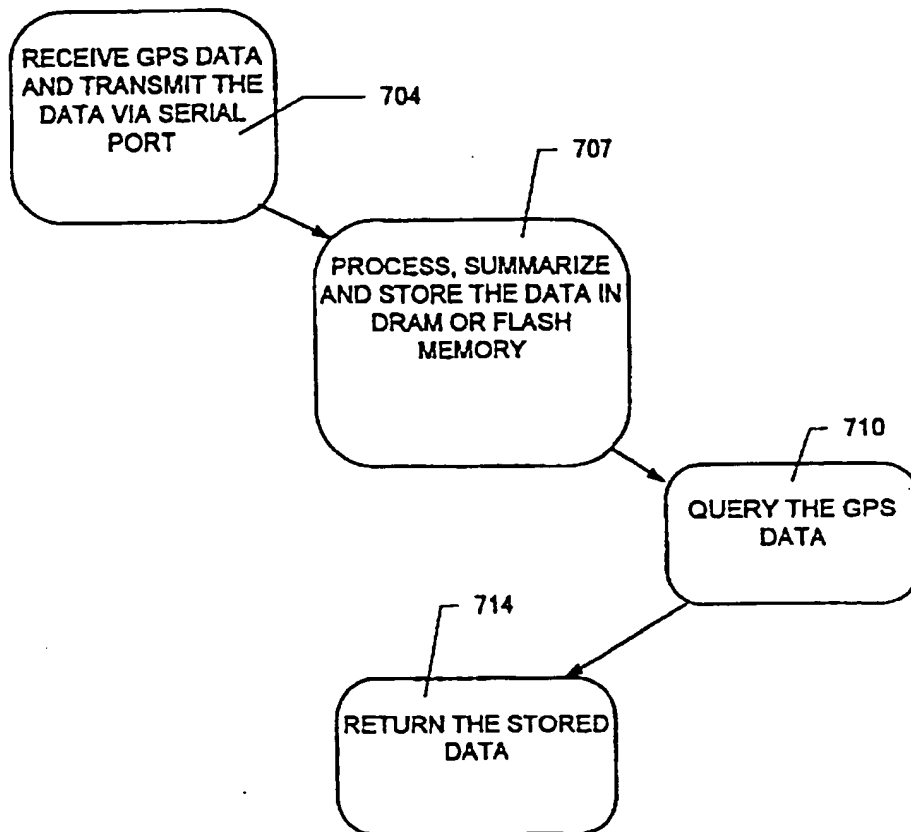 RECEIVE GPS DATA
AND TRANSMIT THE
DATA VIA SERIAL
PORT
704
707
PROCESS, SUMMARIZE
AND STORE THE DATA IN
DRAM OR FLASH
MEMORY
710
QUERY THE GPS
DATA
714
RETURN THE STORED
DATA